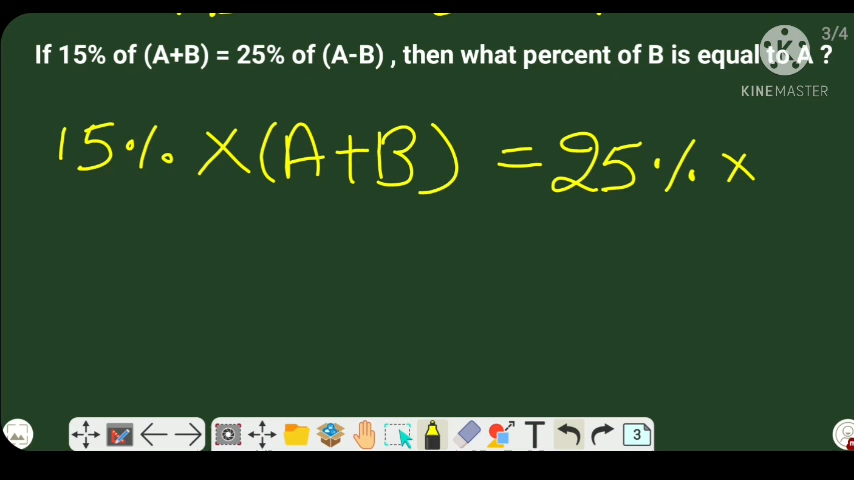 3/4
If 15% of (A+B) = 25% of (A-B) , then what percent of B is equal to A ?
KINEMASTER
15% X (A+B) = 25% x
T
3